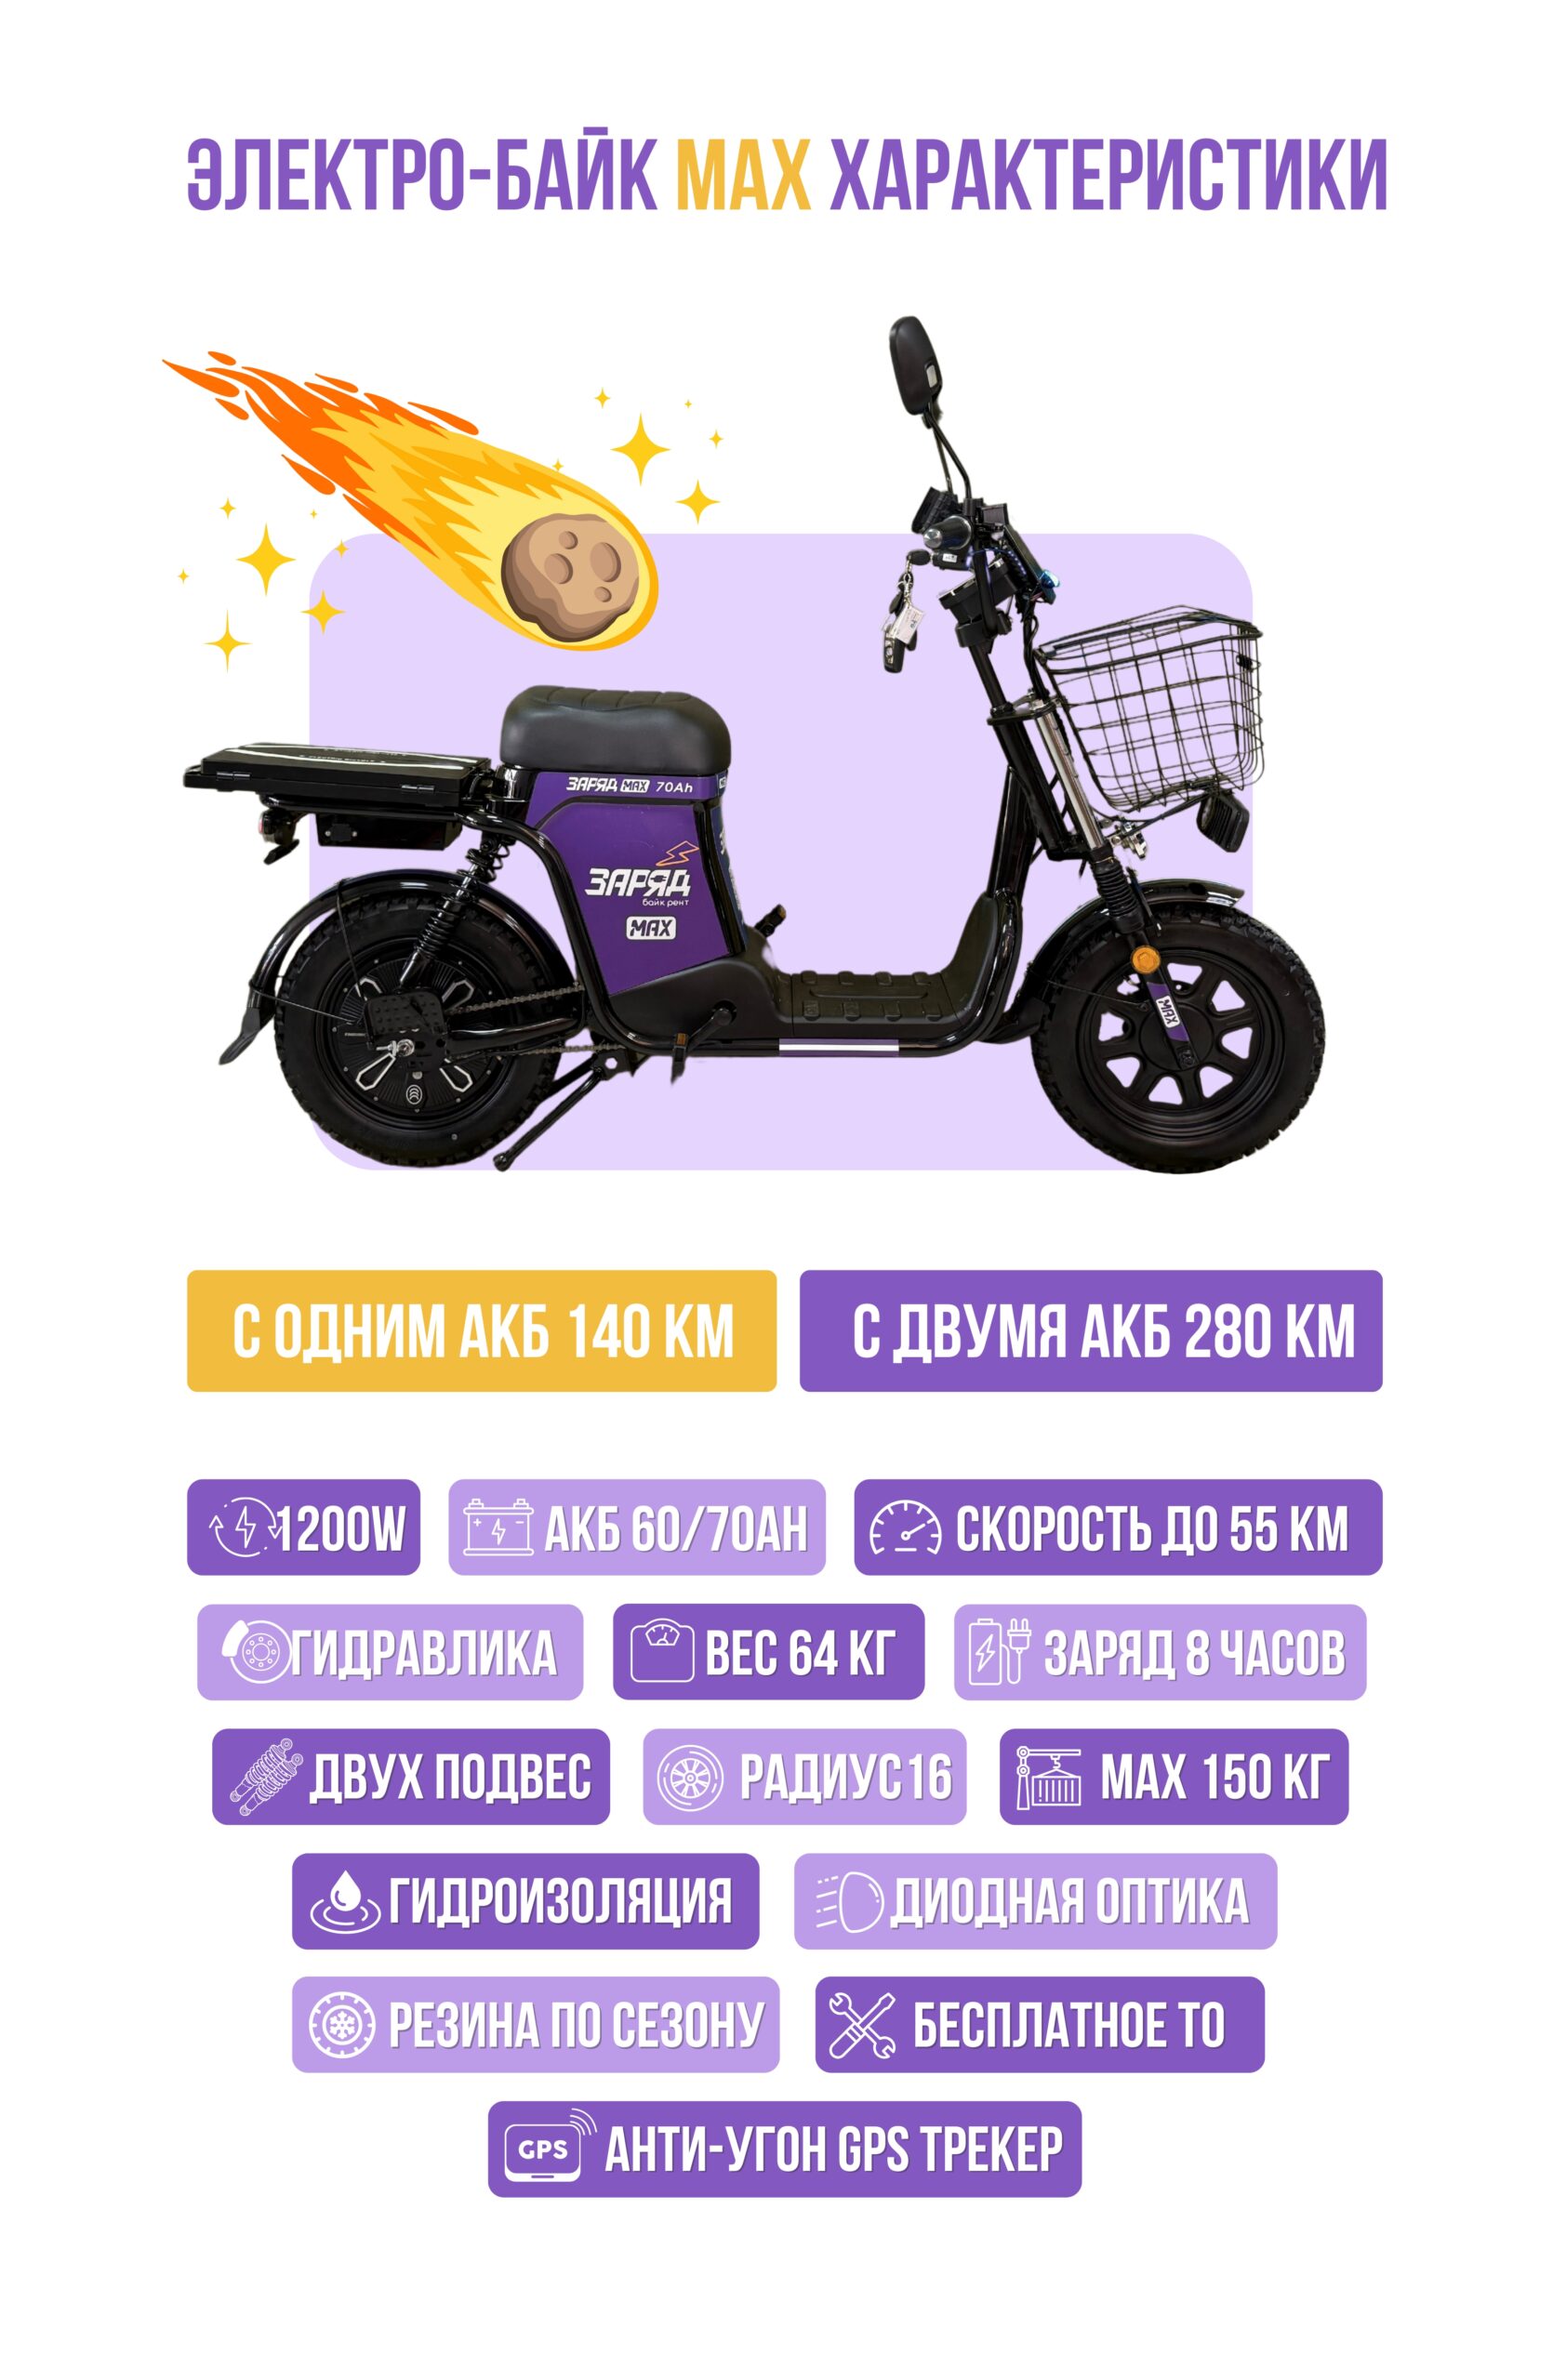 ЭЛЕКТРО-БАЙК MAX ХАРАКТЕРИСТИКИ
ЗАРЯД MAX 70Ah
ЗАРЯД
байк рент
MAX
MAX
С ОДНИМ АКБ 140 КМ
С ДВУМЯ АКБ 280 КМ
1200W
АКБ 60/70AH
СКОРОСТЬ ДО 55 КМ
ГИДРАВЛИКА
ВЕС 64 КГ
ЗАРЯД 8 ЧАСОВ
ДВУХ ПОДВЕС
РАДИУС16
MAX 150 КГ
ГИДРОИЗОЛЯЦИЯ
ДИОДНАЯ ОПТИКА
РЕЗИНА ПО СЕЗОНУ
БЕСПЛАТНОЕ ТО
GPS
АНТИ-УГОН GPS ТРЕКЕР